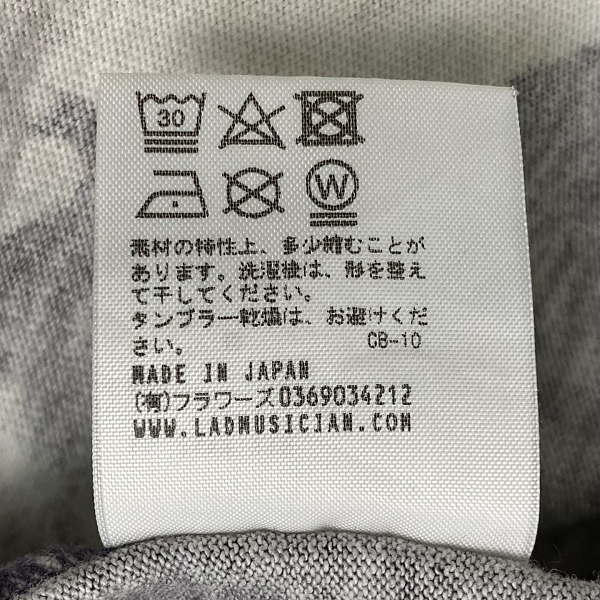 30
W
素材の特性上、多少縮むことが
あります。洗濯後は、形を整え
て干してください。
タンブラー乾燥は、お避けくだ
さい。 GB-10
MADE IN JAPAN
(有)フラワーズ0369034212
WWW.LADMUSICIAN.COM